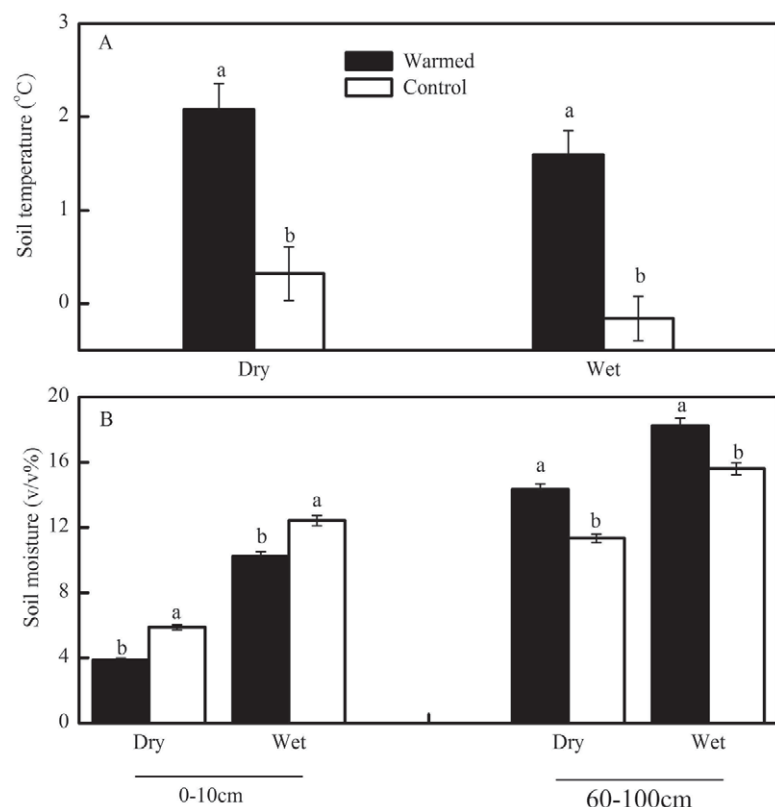 3
A
Warmed
Control
a
a
2
Soil temperature (°C)
1
b
b
0
Dry
Wet
20
B
a
16
a
b
Soil moisture (v/v%)
a
12
b
b
8
a
4
b
0
Dry
Wet
Dry
Wet
0-10cm
60-100cm